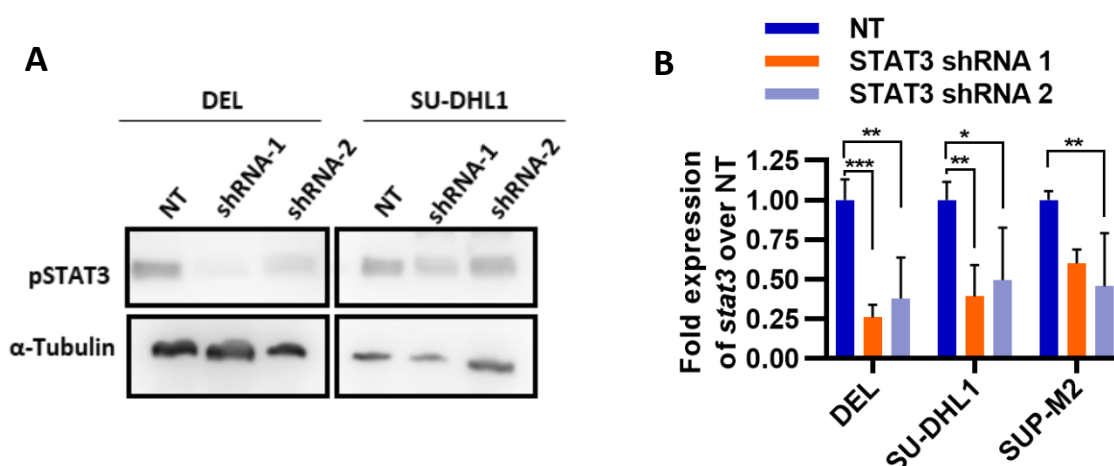 A
DEL
SU-DHL1
NT
shRNA-1
shRNA-2
NT
shRNA-1
shRNA-2
pSTAT3
α-Tubulin
B
NT
STAT3 shRNA 1
STAT3 shRNA 2
Fold expression
of stat3 over NT
1.25
1.00
0.75
0.50
0.25
0.00
**
***
*
**
**
DEL
SU-DHL1
SUP-M2